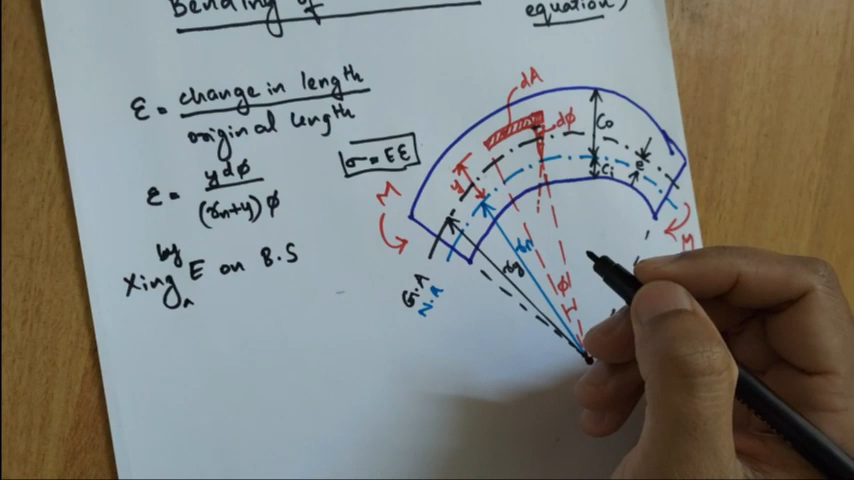 Bending of
equation)
ε = change in length
original length
σ = Eε
ε = ydφ
(rn+y) φ
by
Xing ^ E on B.S
dA
dφ
Co
Ci
e
y
M
M
rn
rg
φ
G.A
N.A